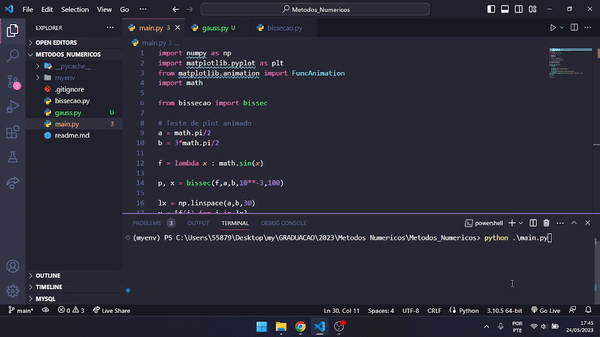 File Edit Selection View Go ··· Metodos_Numericos
EXPLORER ···
OPEN EDITORS
METODOS_NUMERICOS
__pycache__
myenv
.gitignore
bissecao.py
gauss.py U
main.py 3
readme.md
OUTLINE
TIMELINE
MYSQL
main.py 3 gauss.py U bissecao.py
main.py > ...
1 import numpy as np
2 import matplotlib.pyplot as plt
3 from matplotlib.animation import FuncAnimation
4 import math
5
6 from bissecao import bissec
7
8 # Teste de plot animado
9 a = math.pi/2
10 b = 3*math.pi/2
11
12 f = lambda x : math.sin(x)
13
14 p, x = bissec(f,a,b,10**-3,100)
15
16 lx = np.linspace(a,b,30)
PROBLEMS 3 OUTPUT TERMINAL DEBUG CONSOLE powershell
(myenv) PS C:\Users\55879\Desktop\my\GRADUACAO\2023\Metodos Numericos\Metodos_Numericos> python .\main.py
main* 0 3 Live Share Ln 30, Col 11 Spaces: 4 UTF-8 CRLF Python 3.10.5 64-bit Go Live
POR
PTB2
17:45
24/05/2023